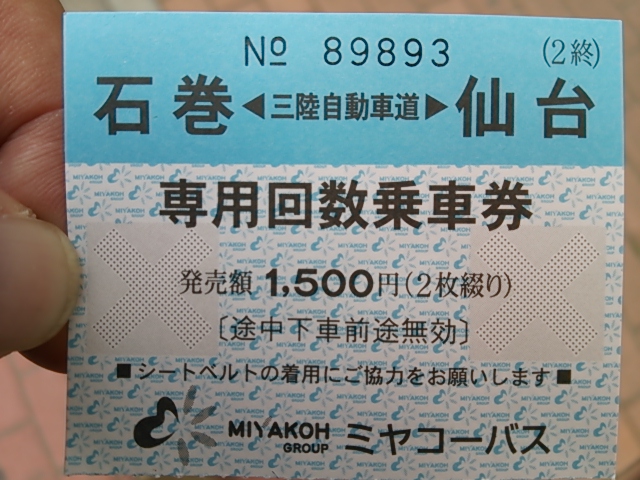 № 89893 (2終)
石巻 ◀三陸自動車道▶ 仙台
専用回数乗車券
発売額 1,500円(2枚綴り)
[途中下車前途無効]
■シートベルトの着用にご協力をお願いします■
MIYAKOH GROUP ミヤコーバス